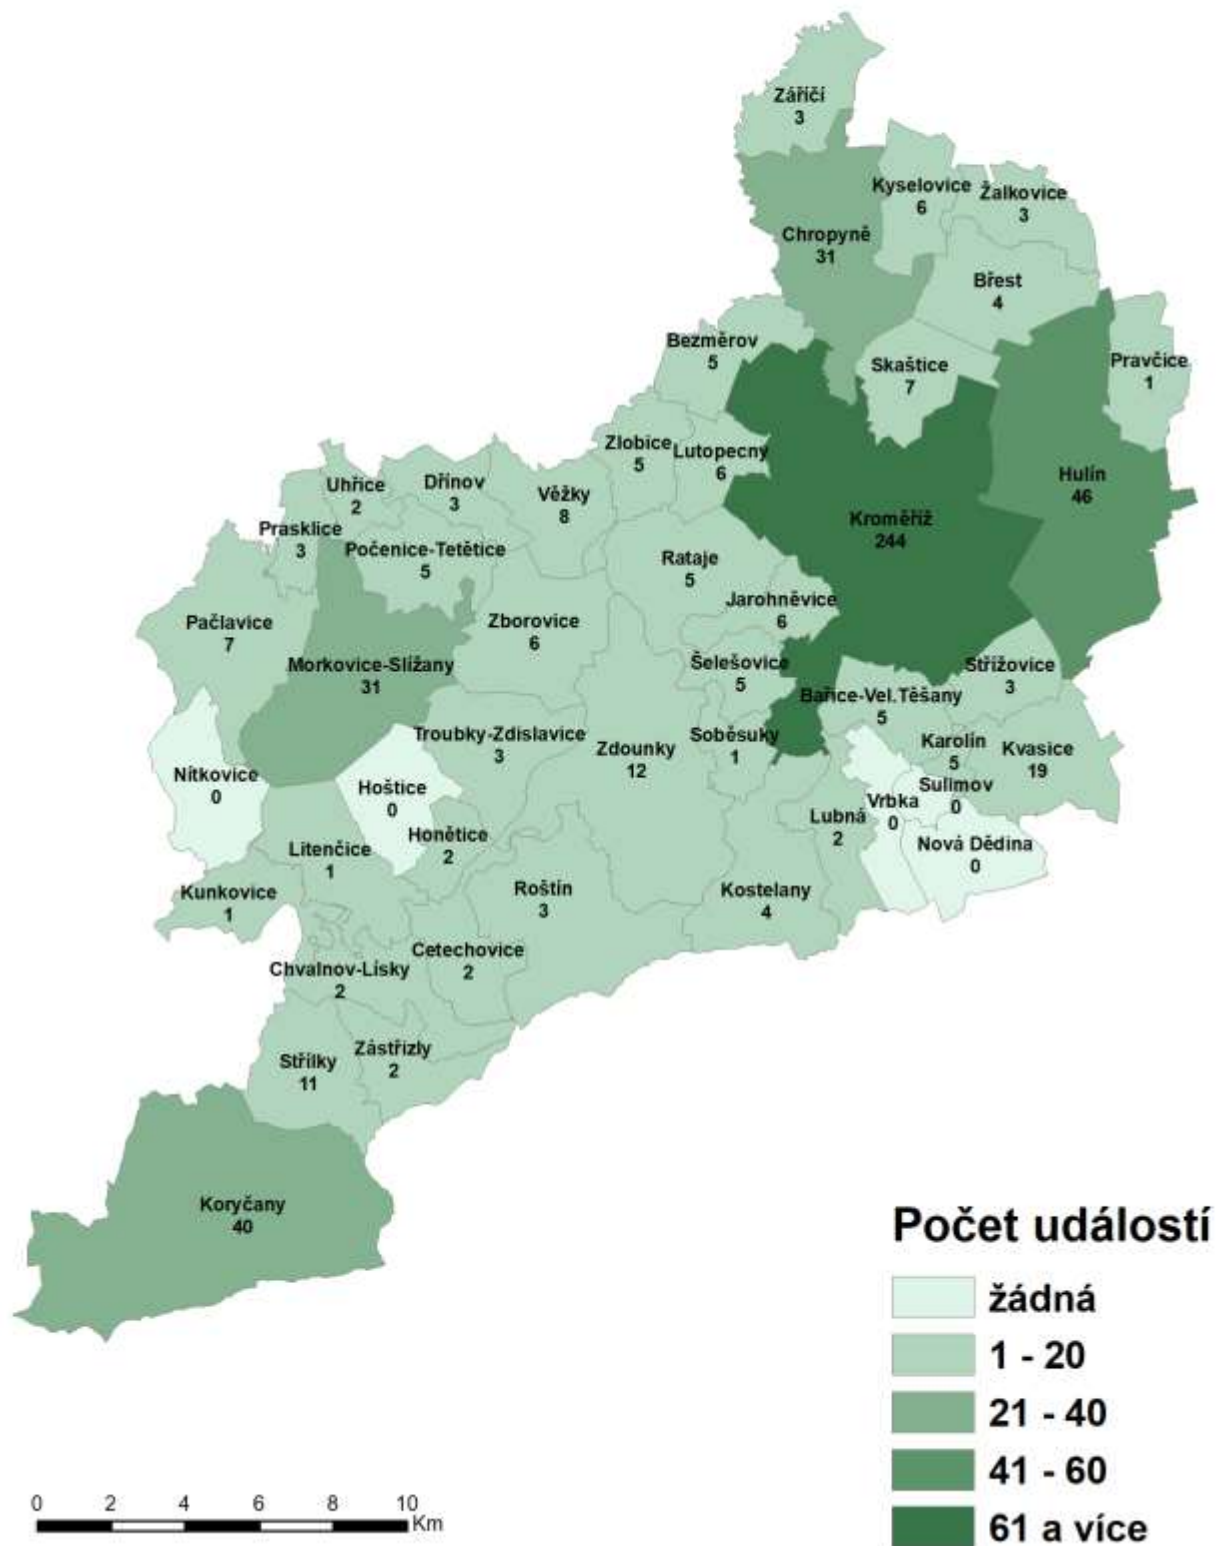 Záříčí
3
Kyselovice
6
Žalkovice
3
Chropyně
31
Břest
4
Bezměrov
5
Skaštice
7
Pravčice
1
Zlobice
5
Lutopecny
6
Hulín
46
Uhřice
2
Dřínov
3
Věžky
8
Kroměříž
244
Prasklice
3
Počenice-Tetětice
5
Rataje
5
Jarohněvice
6
Pačlavice
7
Zborovice
6
Morkovice-Slížany
31
Šelešovice
5
Střížovice
3
Bařice-Vel.Těšany
5
Troubky-Zdislavice
3
Zdounky
12
Soběsuky
1
Karolín
5
Kvasice
19
Nítkovice
0
Hoštice
0
Sulimov
0
Vrbka
0
Lubná
2
Honětice
2
Nová Dědina
0
Litenčice
1
Kunkovice
1
Roštín
3
Kostelany
4
Cetechovice
2
Chvalnov-Lísky
2
Střílky
11
Zástřizly
2
Koryčany
40
Počet událostí
žádná
1 - 20
21 - 40
41 - 60
61 a více
0 2 4 6 8 10
Km